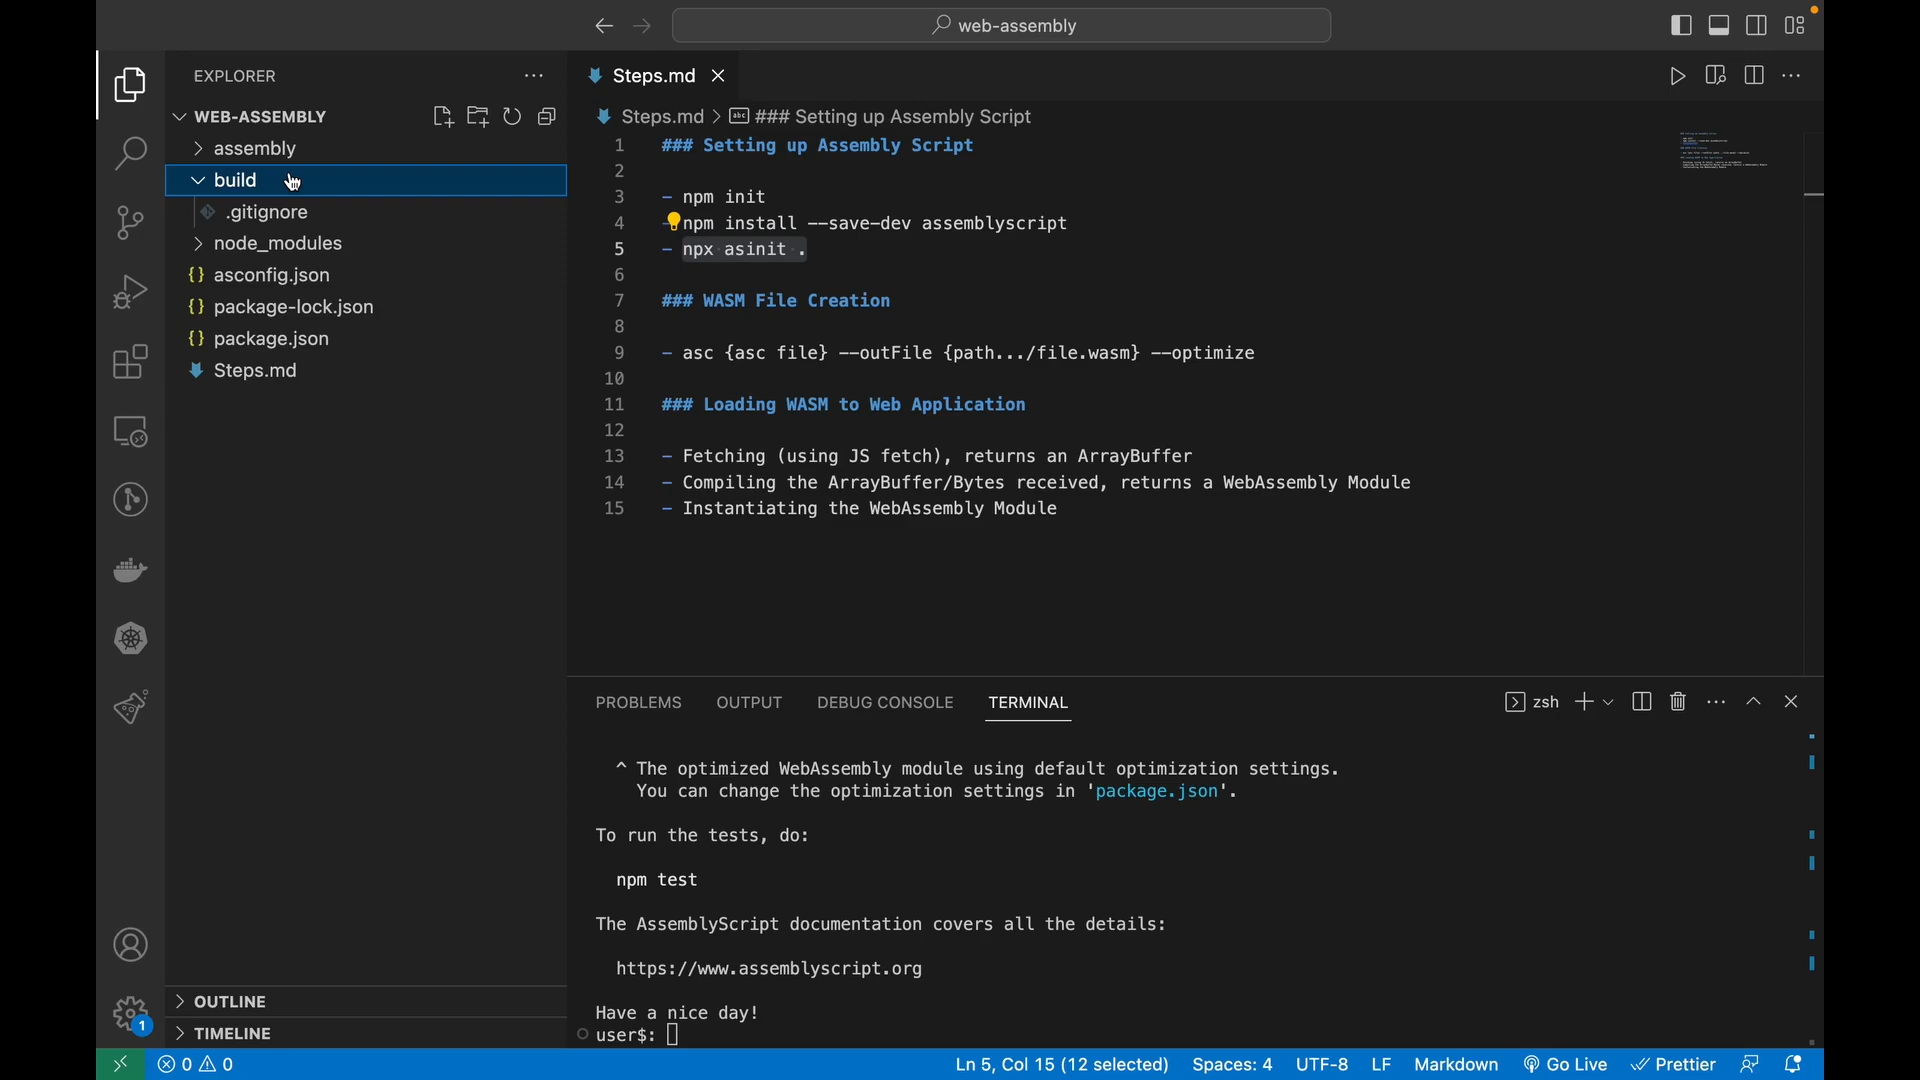 web-assembly
EXPLORER
WEB-ASSEMBLY
assembly
build
.gitignore
node_modules
asconfig.json
package-lock.json
package.json
Steps.md
OUTLINE
TIMELINE
1
Steps.md
Steps.md > ### Setting up Assembly Script
1 ### Setting up Assembly Script
2
3 - npm init
4 - npm install --save-dev assemblyscript
5 - npx asinit .
6
7 ### WASM File Creation
8
9 - asc {asc file} --outFile {path.../file.wasm} --optimize
10
11 ### Loading WASM to Web Application
12
13 - Fetching (using JS fetch), returns an ArrayBuffer
14 - Compiling the ArrayBuffer/Bytes received, returns a WebAssembly Module
15 - Instantiating the WebAssembly Module
PROBLEMS OUTPUT DEBUG CONSOLE TERMINAL zsh
^ The optimized WebAssembly module using default optimization settings.
You can change the optimization settings in 'package.json'.
To run the tests, do:
npm test
The AssemblyScript documentation covers all the details:
https://www.assemblyscript.org
Have a nice day!
user$:
0 0 Ln 5, Col 15 (12 selected) Spaces: 4 UTF-8 LF Markdown Go Live Prettier